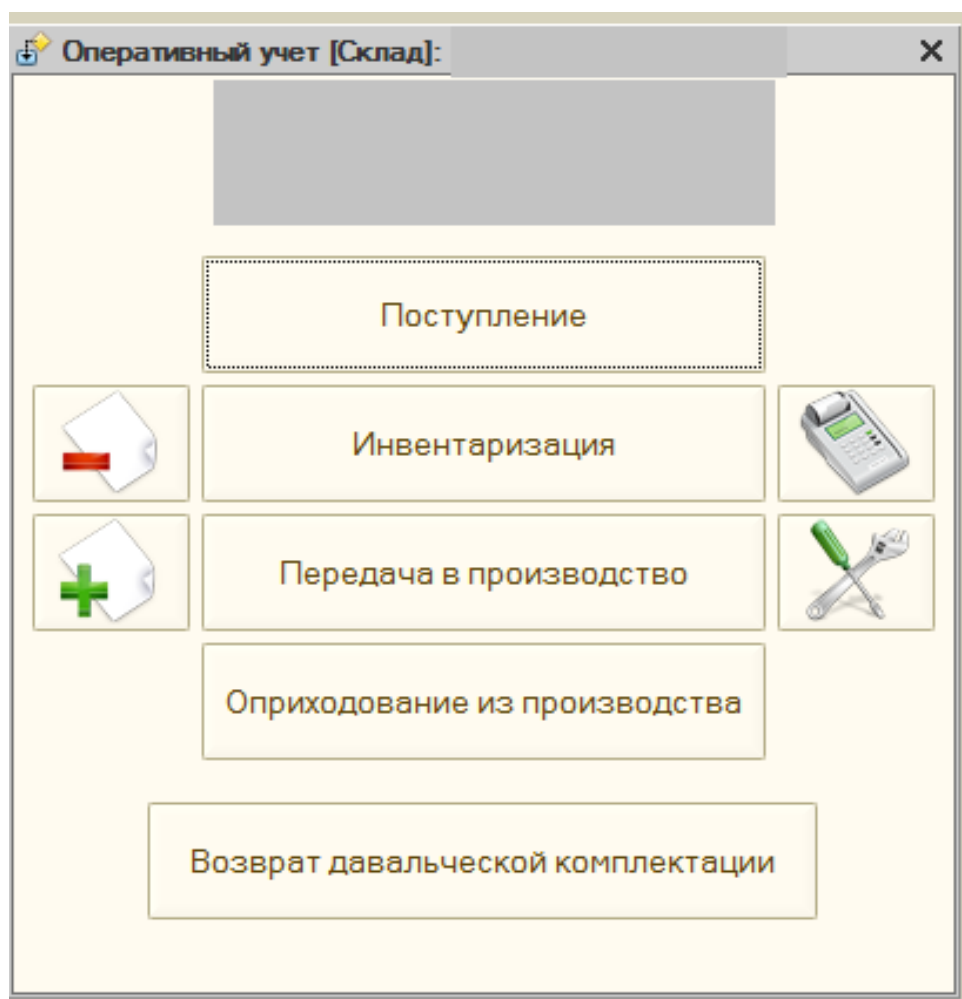 Оперативный учет [Склад]:
Поступление
Инвентаризация
Передача в производство
Оприходование из производства
Возврат давальческой комплектации